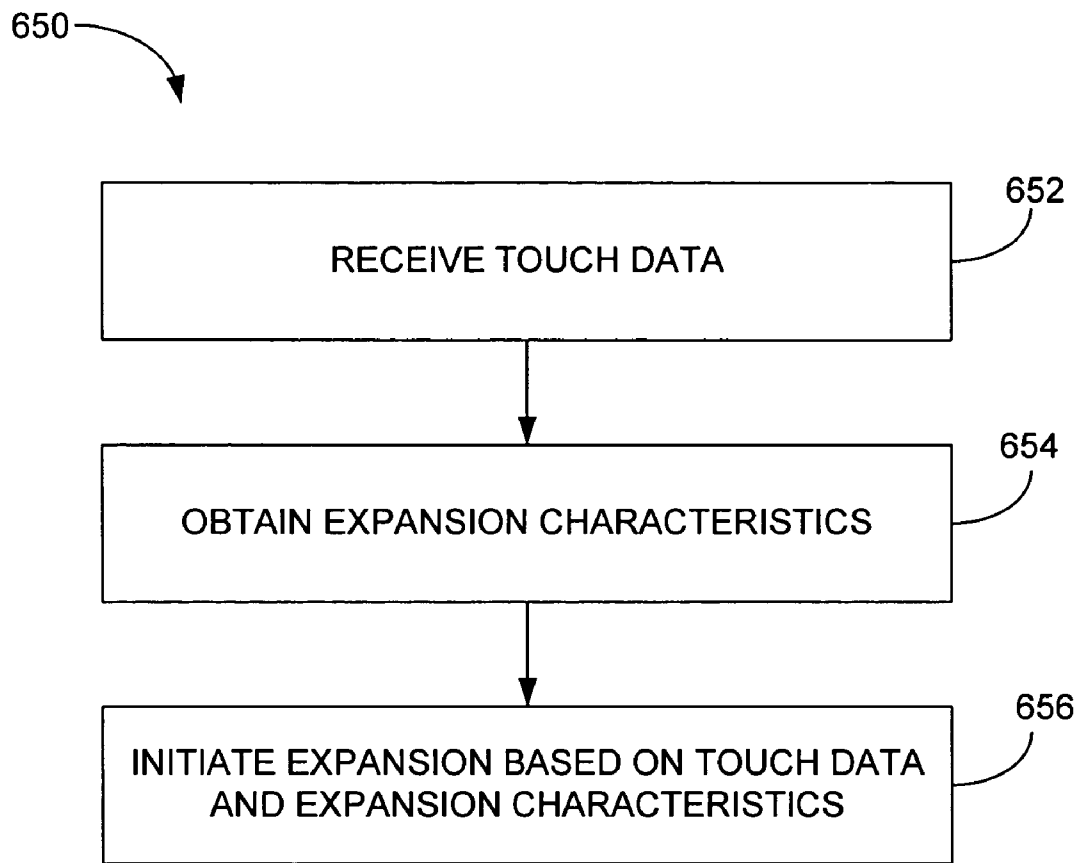 650
652
RECEIVE TOUCH DATA
654
OBTAIN EXPANSION CHARACTERISTICS
656
INITIATE EXPANSION BASED ON TOUCH DATA
AND EXPANSION CHARACTERISTICS